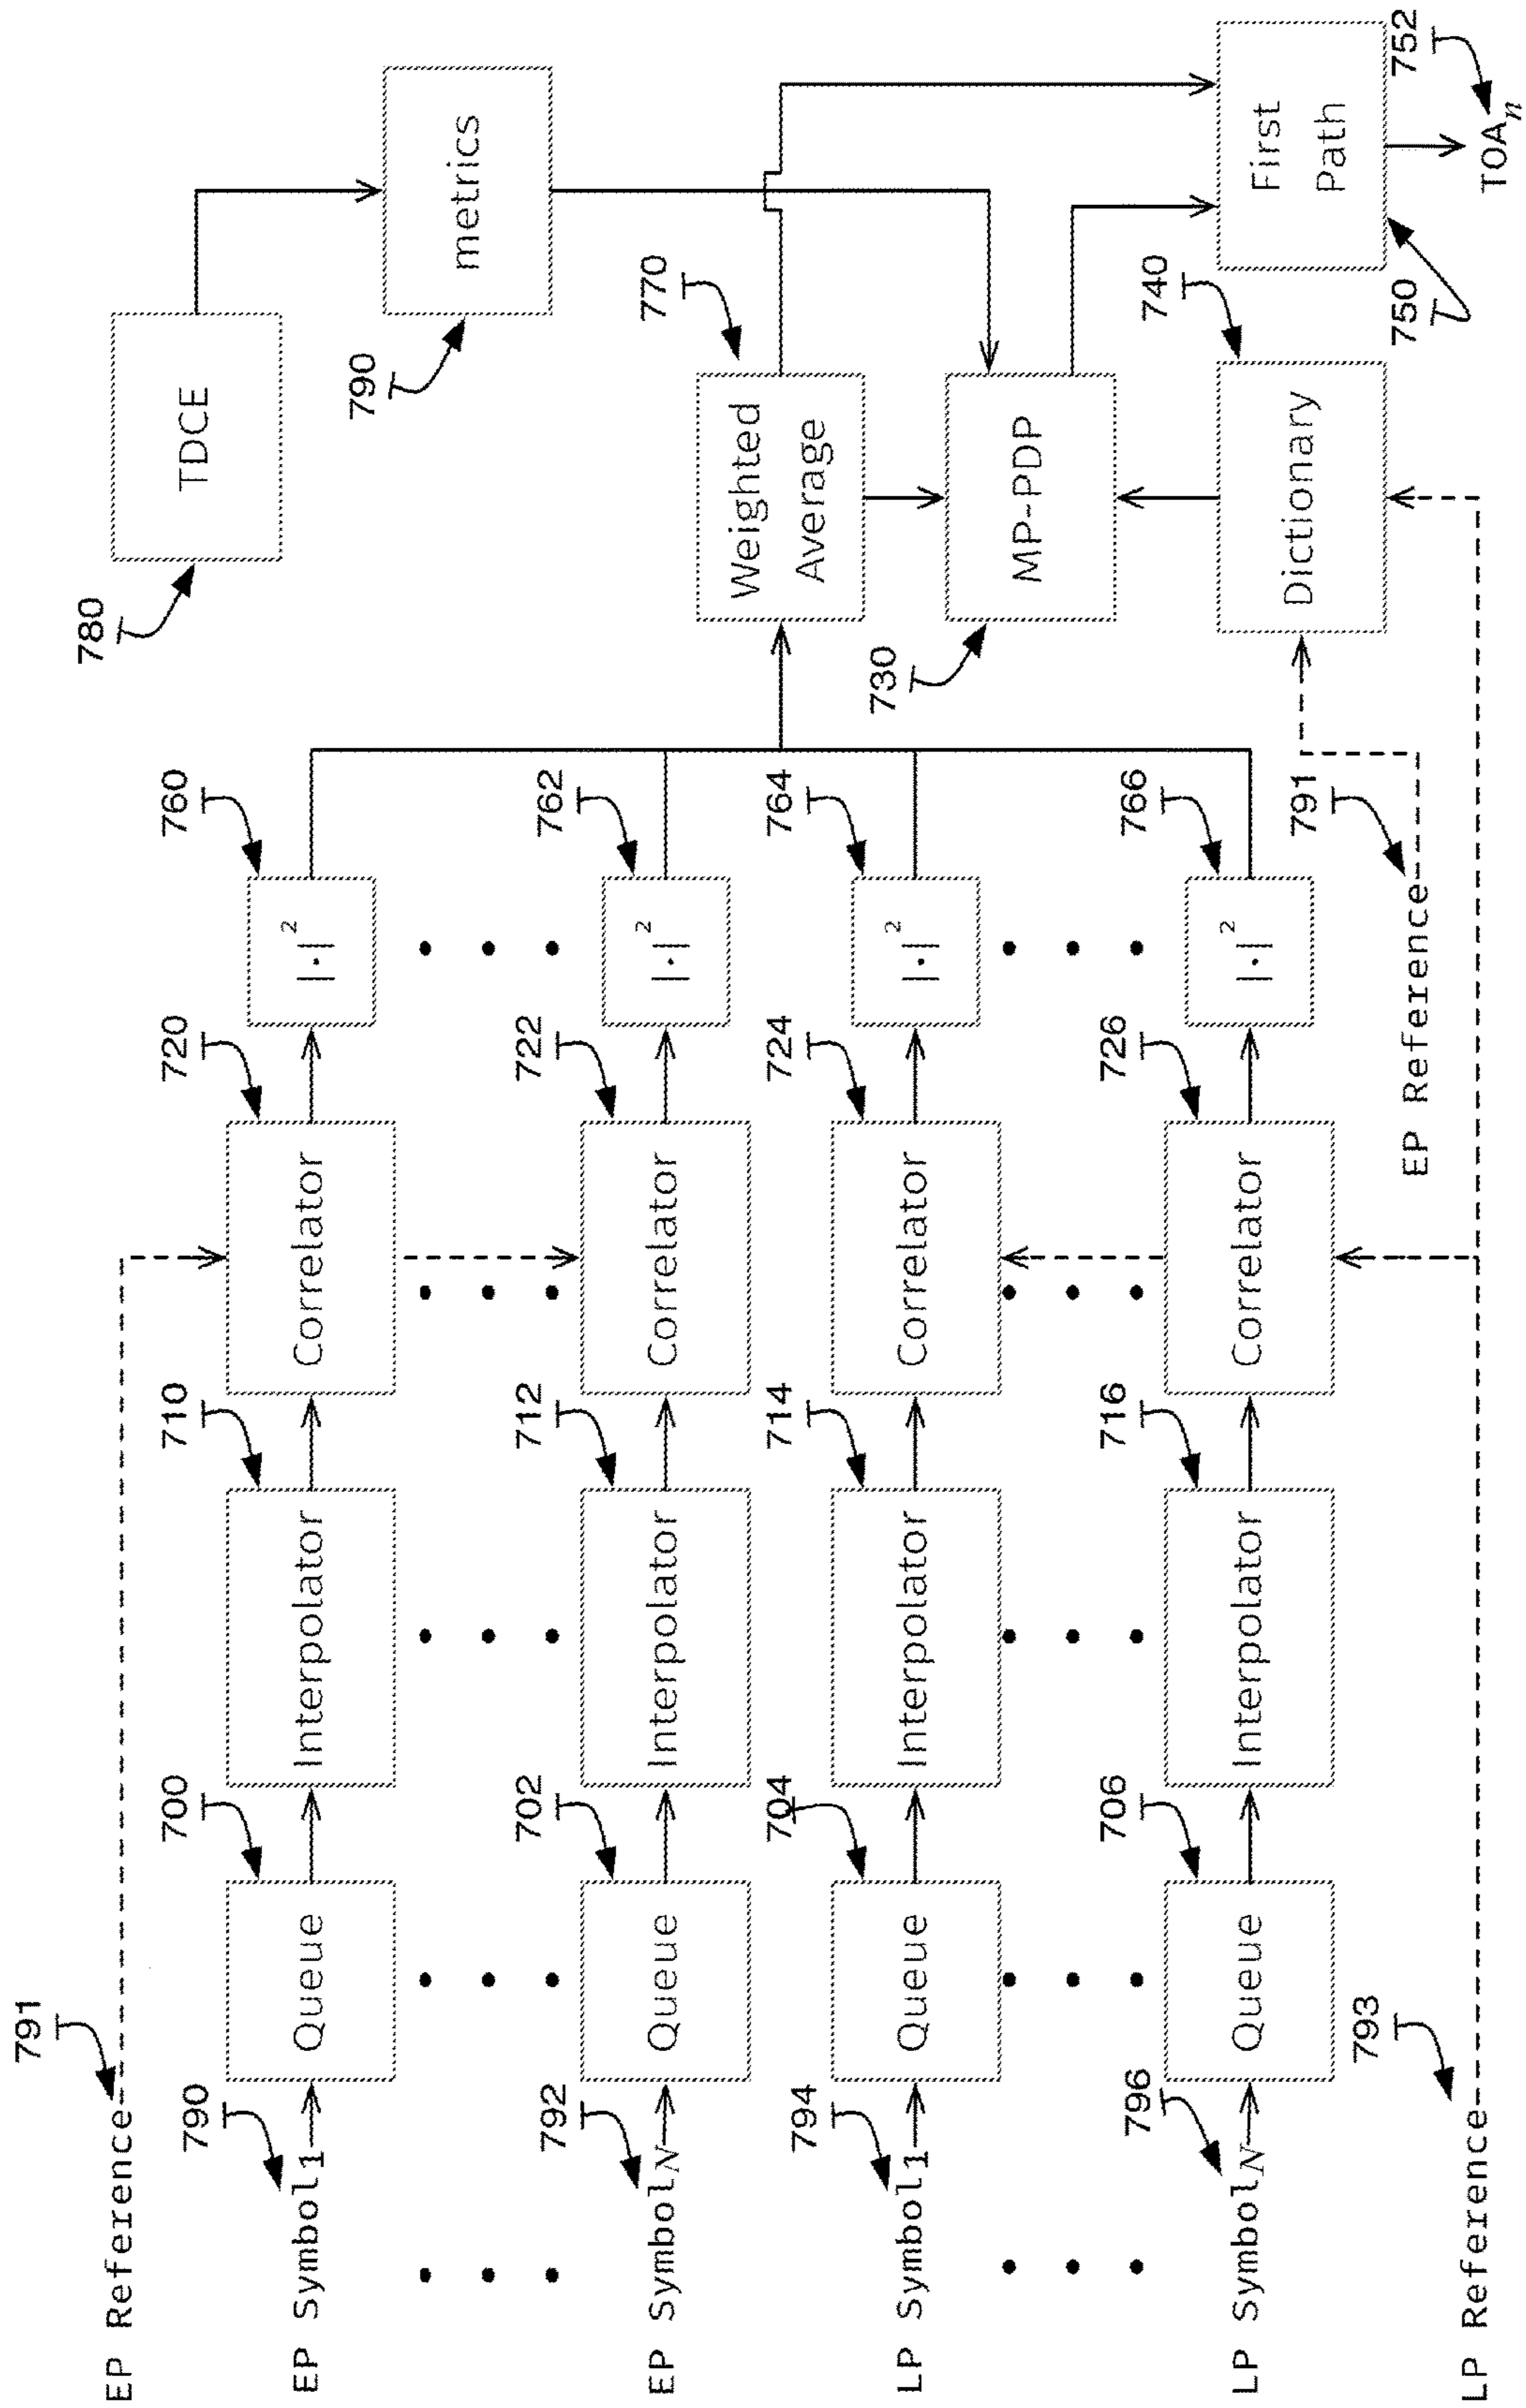 791
EP Reference
780
TDCE
790
metrics
790
EP Symbol1
700
Queue
710
Interpolator
720
Correlator
760
|·|²
792
EP SymbolN
702
Queue
712
Interpolator
722
Correlator
762
|·|²
794
LP Symbol1
704
Queue
714
Interpolator
724
Correlator
764
|·|²
796
LP SymbolN
706
Queue
716
Interpolator
726
Correlator
766
|·|²
770
Weighted
Average
730
MP-PDP
740
Dictionary
750
First
Path
752
TOAn
791
EP Reference
793
LP Reference